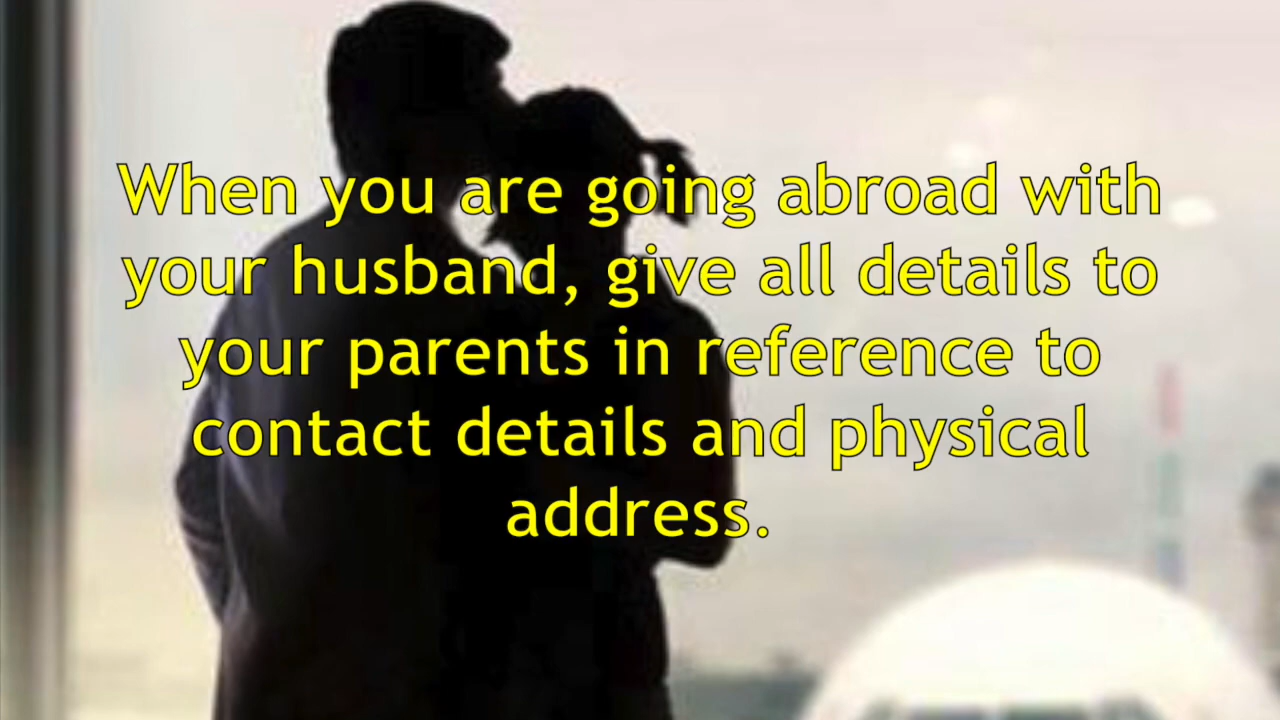 When you are going abroad with
your husband, give all details to
your parents in reference to
contact details and physical
address.